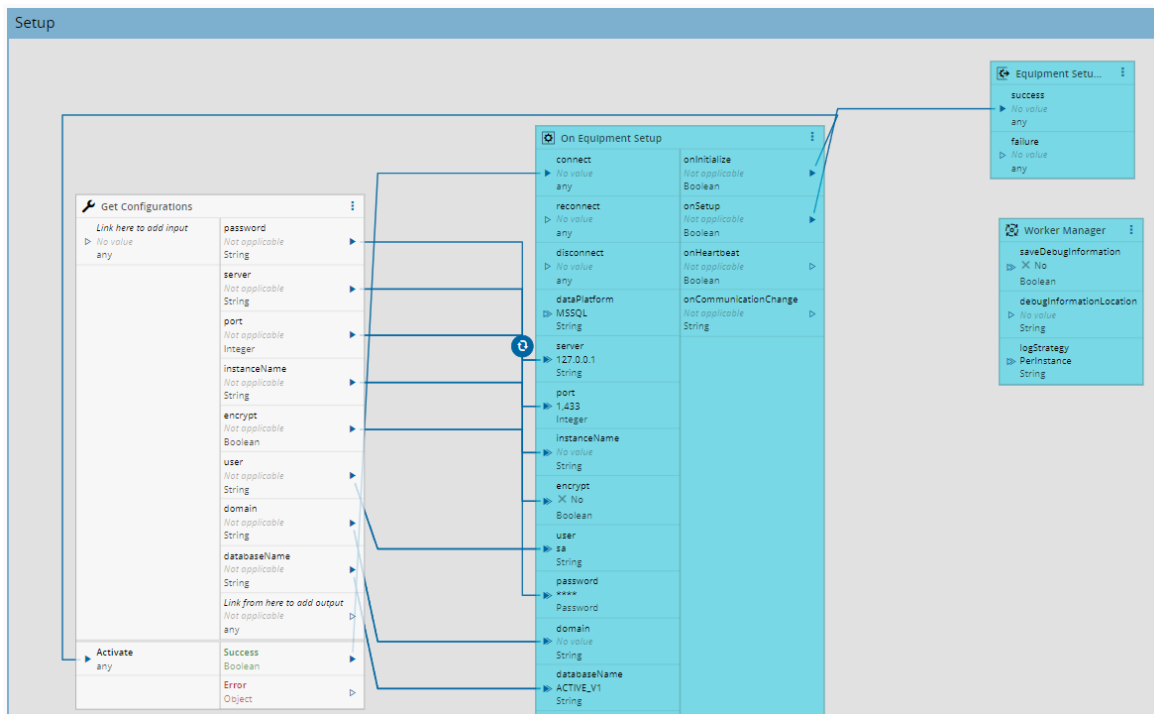 Setup
Equipment Setu...
success
No value
any
failure
No value
any
Worker Manager
saveDebugInformation
No
Boolean
debugInformationLocation
No value
String
logStrategy
PerInstance
String
On Equipment Setup
connect
No value
any
reconnect
No value
any
disconnect
No value
any
dataPlatform
MSSQL
String
server
127.0.0.1
String
port
1,433
Integer
instanceName
No value
String
encrypt
No
Boolean
user
sa
String
password
****
Password
domain
No value
String
databaseName
ACTIVE_V1
String
onInitialize
Not applicable
Boolean
onSetup
Not applicable
Boolean
onHeartbeat
Not applicable
Boolean
onCommunicationChange
Not applicable
String
Get Configurations
Link here to add input
No value
any
password
Not applicable
String
server
Not applicable
String
port
Not applicable
Integer
instanceName
Not applicable
String
encrypt
Not applicable
Boolean
user
Not applicable
String
domain
Not applicable
String
databaseName
Not applicable
String
Link from here to add output
Not applicable
any
Activate
any
Success
Boolean
Error
Object